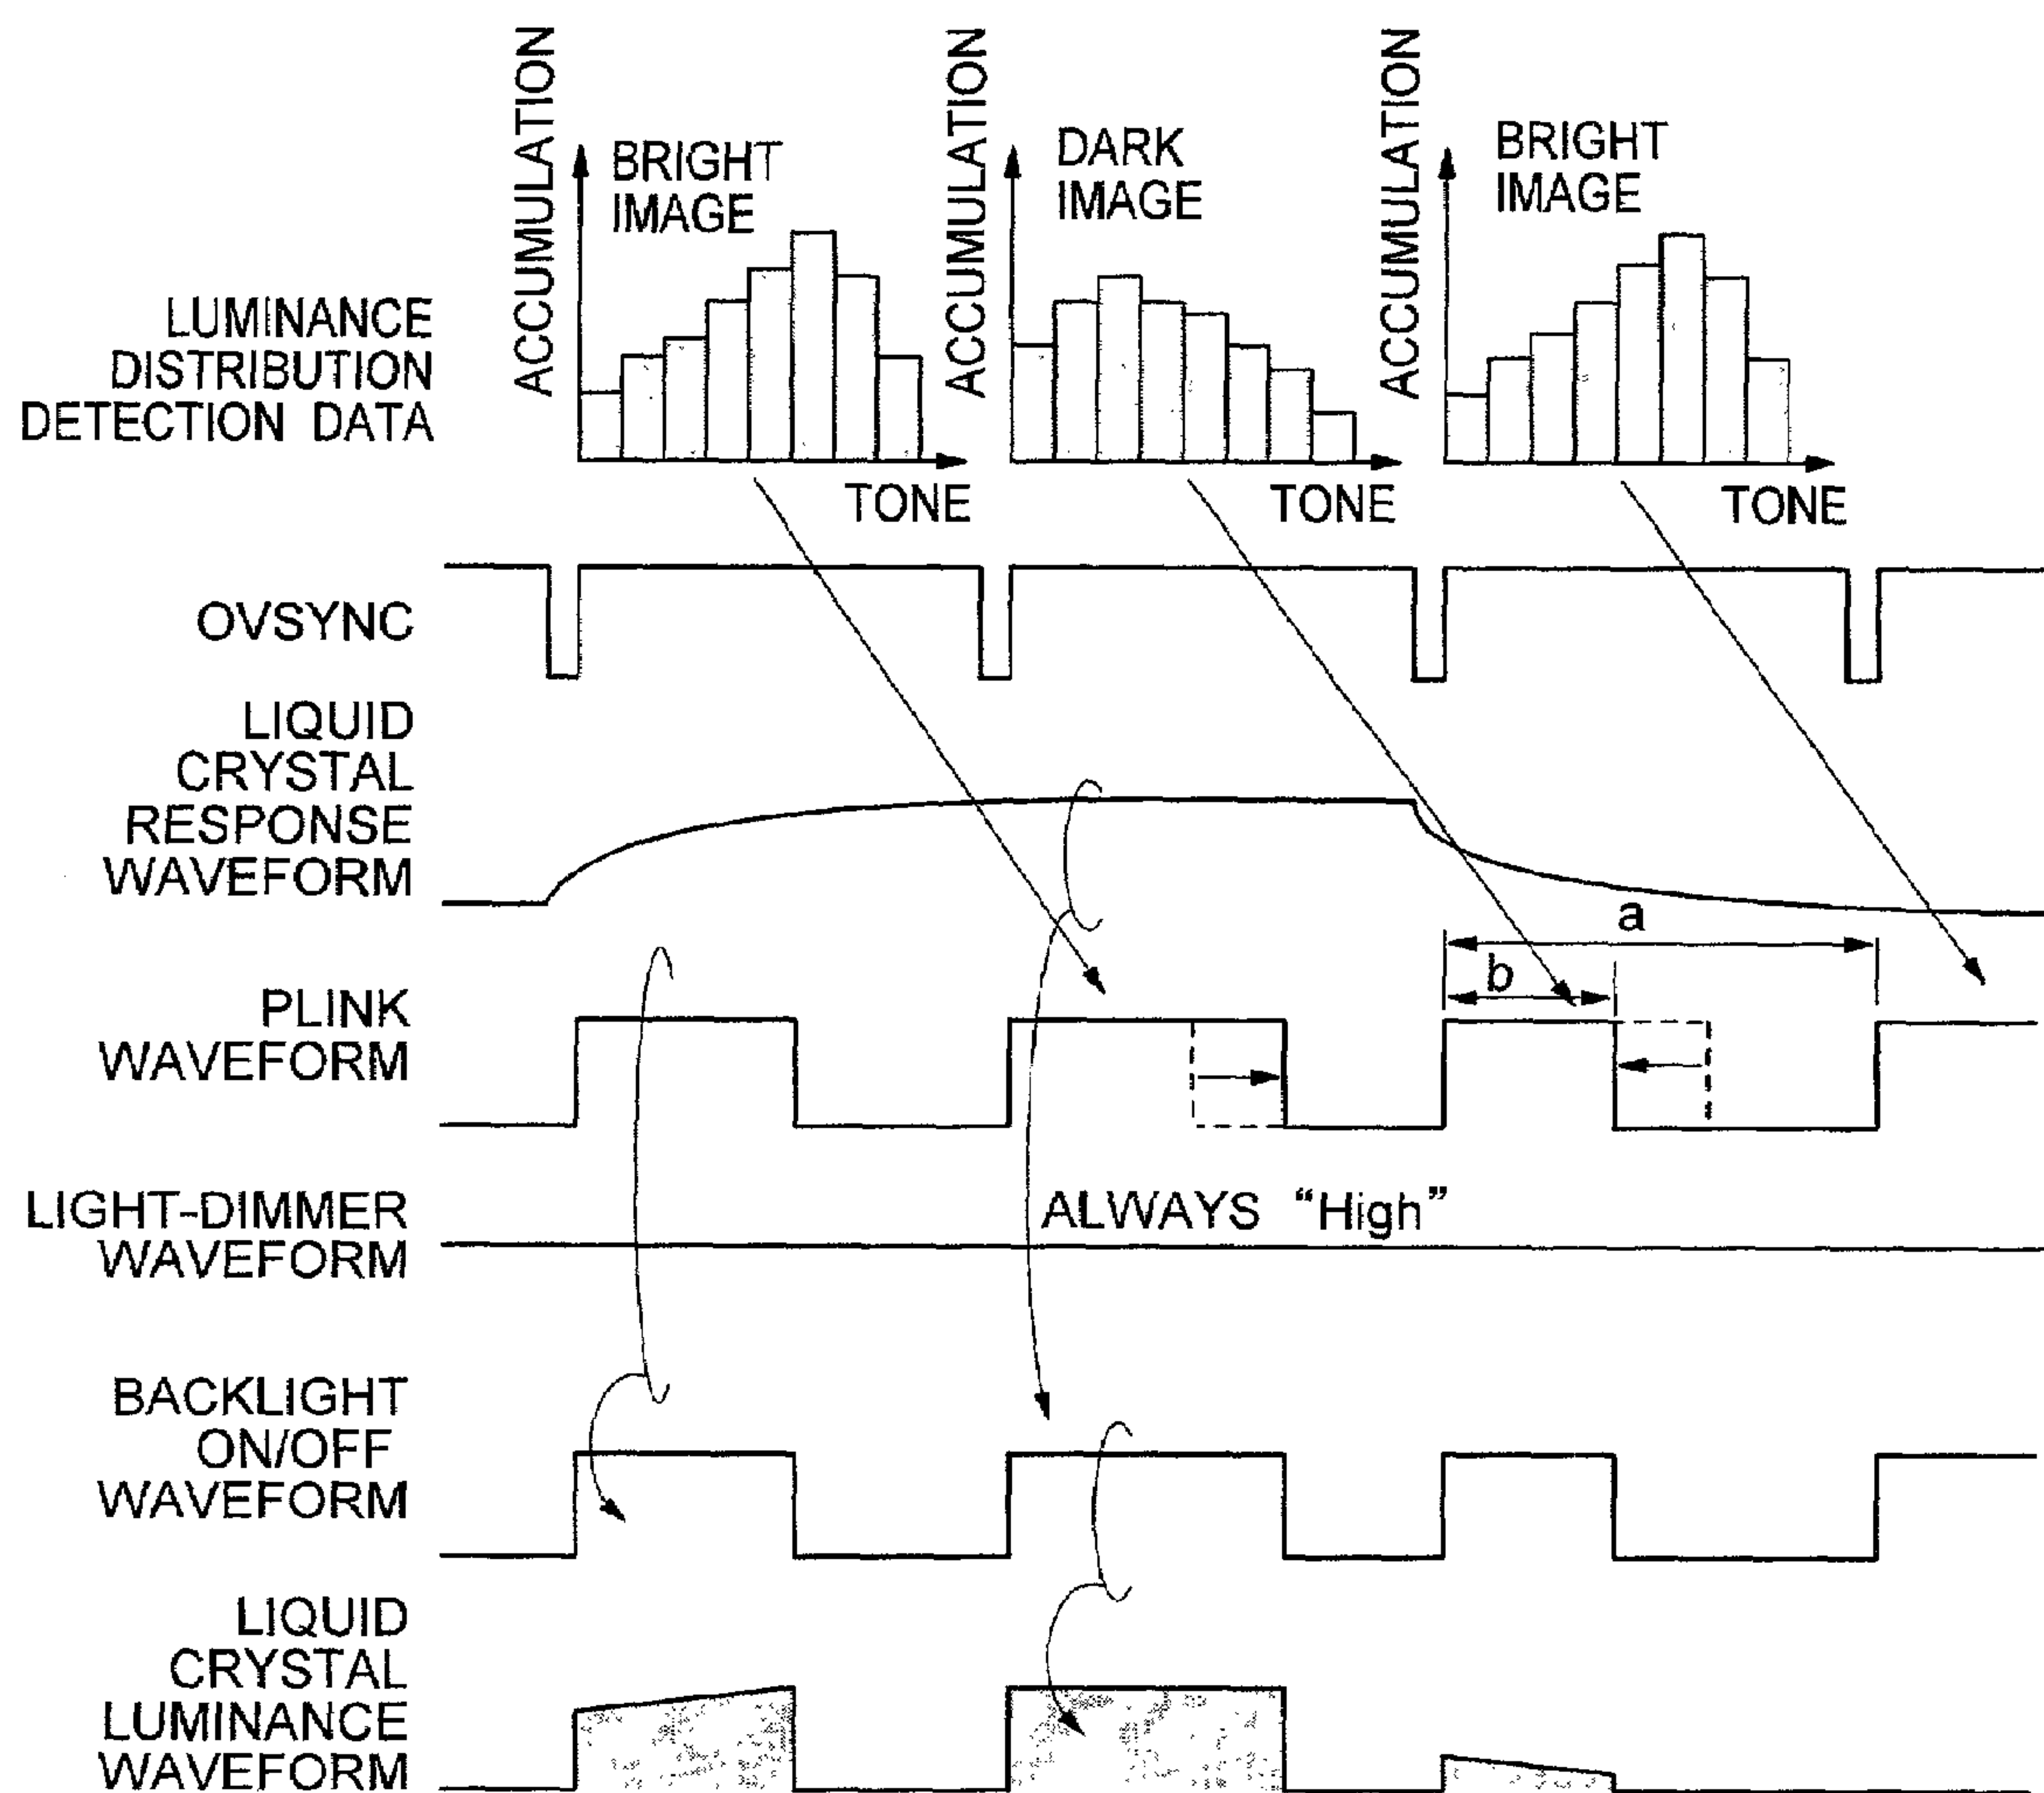 ACCUMULATION
BRIGHT
IMAGE
TONE
ACCUMULATION
DARK
IMAGE
TONE
ACCUMULATION
BRIGHT
IMAGE
TONE
LUMINANCE
DISTRIBUTION
DETECTION DATA
OVSYNC
LIQUID
CRYSTAL
RESPONSE
WAVEFORM
a
b
PLINK
WAVEFORM
LIGHT-DIMMER
WAVEFORM
ALWAYS “High”
BACKLIGHT
ON/OFF
WAVEFORM
LIQUID
CRYSTAL
LUMINANCE
WAVEFORM